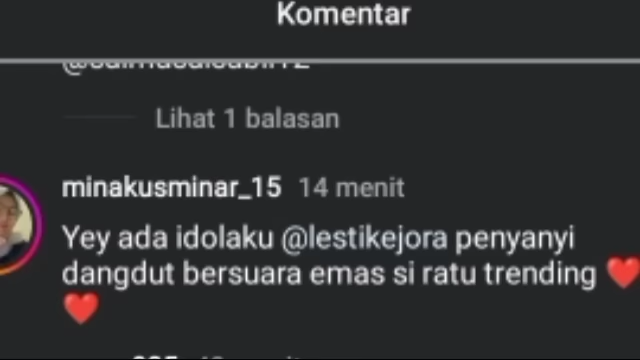 Komentar
Lihat 1 balasan
minakusminar_15 14 menit
Yey ada idolaku @lestikejora penyanyi
dangdut bersuara emas si ratu trending ❤️
❤️